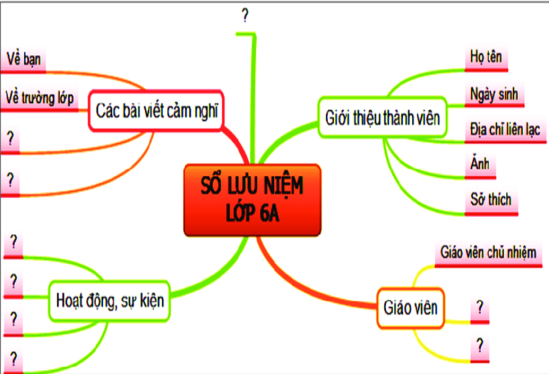 ?
Về bạn
Về trường lớp
?
?
Các bài viết cảm nghĩ
Giới thiệu thành viên
Họ tên
Ngày sinh
Địa chỉ liên lạc
Ảnh
Sở thích
SỔ LƯU NIỆM
LỚP 6A
?
?
?
?
Hoạt động, sự kiện
Giáo viên
Giáo viên chủ nhiệm
?
?